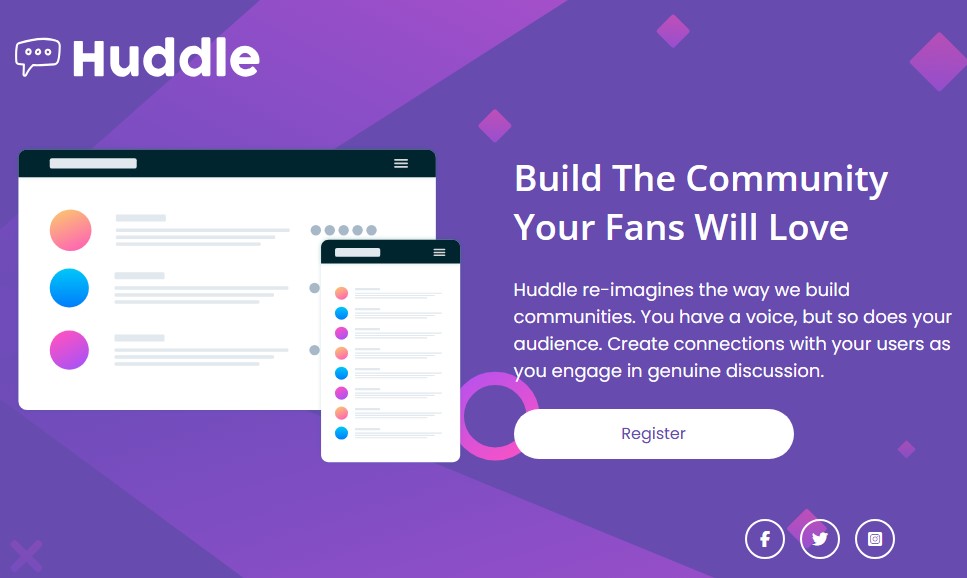 Huddle
Build The Community
Your Fans Will Love
Huddle re-imagines the way we build
communities. You have a voice, but so does your
audience. Create connections with your users as
you engage in genuine discussion.
Register